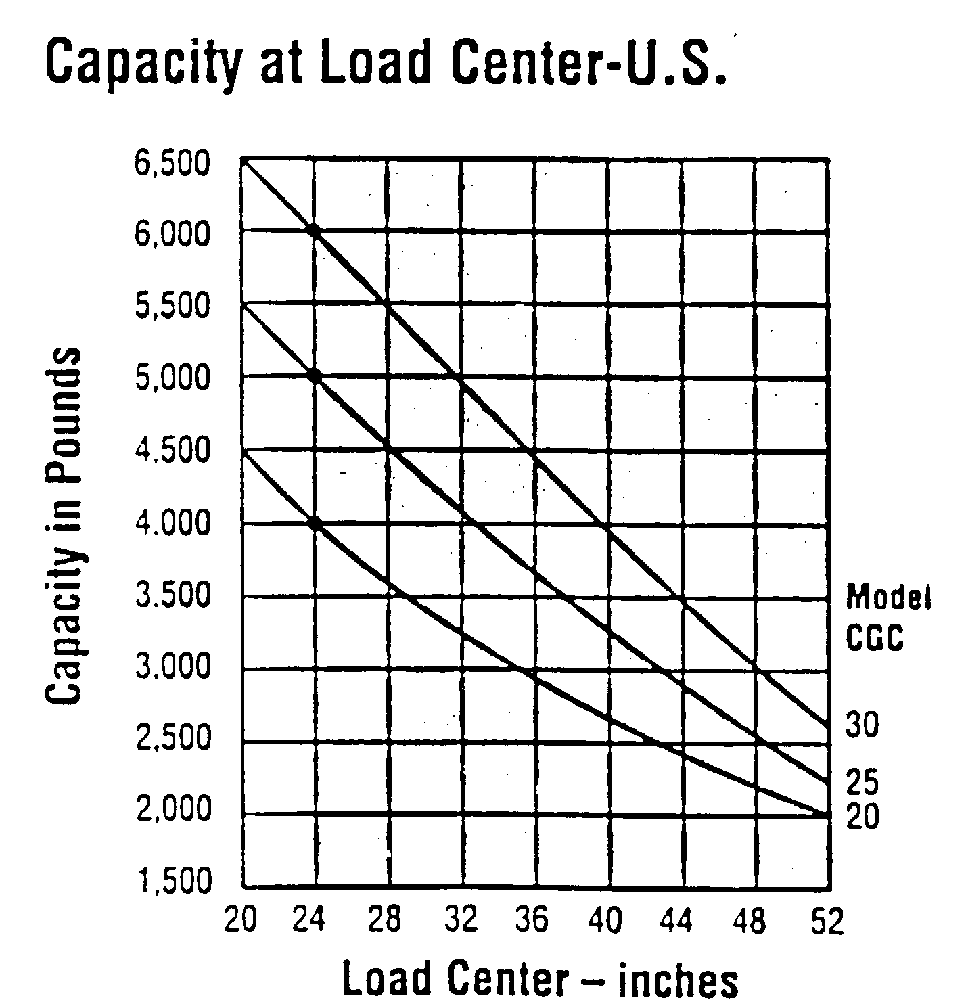 Capacity at Load Center-U.S.
Capacity in Pounds
6,500
6,000
5,500
5,000
4.500
4.000
3.500
3.000
2,500
2,000
1,500
20 24 28 32 36 40 44 48 52
Load Center – inches
Model
CGC
30
25
20